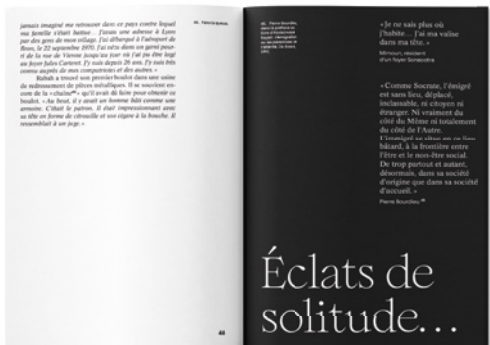 jamais imaginé me retrouver dans ce pays contre lequel
ma famille s'était battue… J'avais une adresse à Lyon
par des gens de mon village. J'ai débarqué à l'aéroport de
Bron, le 22 septembre 1970. J'ai vécu dans un garni pourri
de la rue de Vienne jusqu'au jour où j'ai pu être logé
au foyer Jules Carteret. J'y suis depuis 26 ans. J'y suis très
connu auprès de mes compatriotes et des autres. »
Rabah a trouvé son premier boulot dans une usine
de redressement de pièces métalliques. Il se souvient encore
de la « chaîne » qu'il avait dû faire pour obtenir ce
boulot. « Au bout, il y avait un homme bâti comme une
armoire. C'était le patron. Il était impressionnant avec
sa tête en forme de citrouille et son cigare à la bouche. Il
ressemblait à un juge. »
48
« Je ne sais plus où
j'habite… J'ai ma valise
dans ma tête. »
Mimoun, résident
d'un foyer Sonacotra
« Comme Socrate, l'émigré
est sans lieu, déplacé,
inclassable, ni citoyen ni
étranger. Ni vraiment du
côté du Même ni totalement
du côté de l'Autre.
L'immigré se situe en ce lieu
bâtard, à la frontière entre
l'être et le non-être social.
De trop partout et autant,
désormais, dans sa société
d'origine que dans sa société
d'accueil. »
Pierre Bourdieu
Éclats de
solitude…